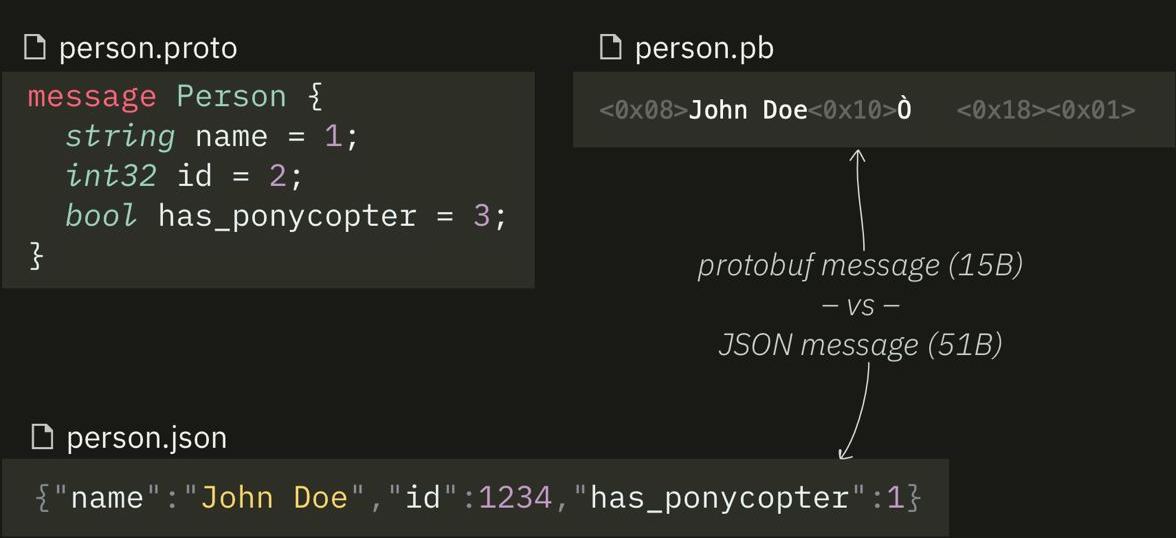 person.proto
message Person {
string name = 1;
int32 id = 2;
bool has_ponycopter = 3;
}
person.pb
<0x08>John Doe<0x10>Ò <0x18><0x01>
protobuf message (15B)
– vs –
JSON message (51B)
person.json
{"name":"John Doe","id":1234,"has_ponycopter":1}